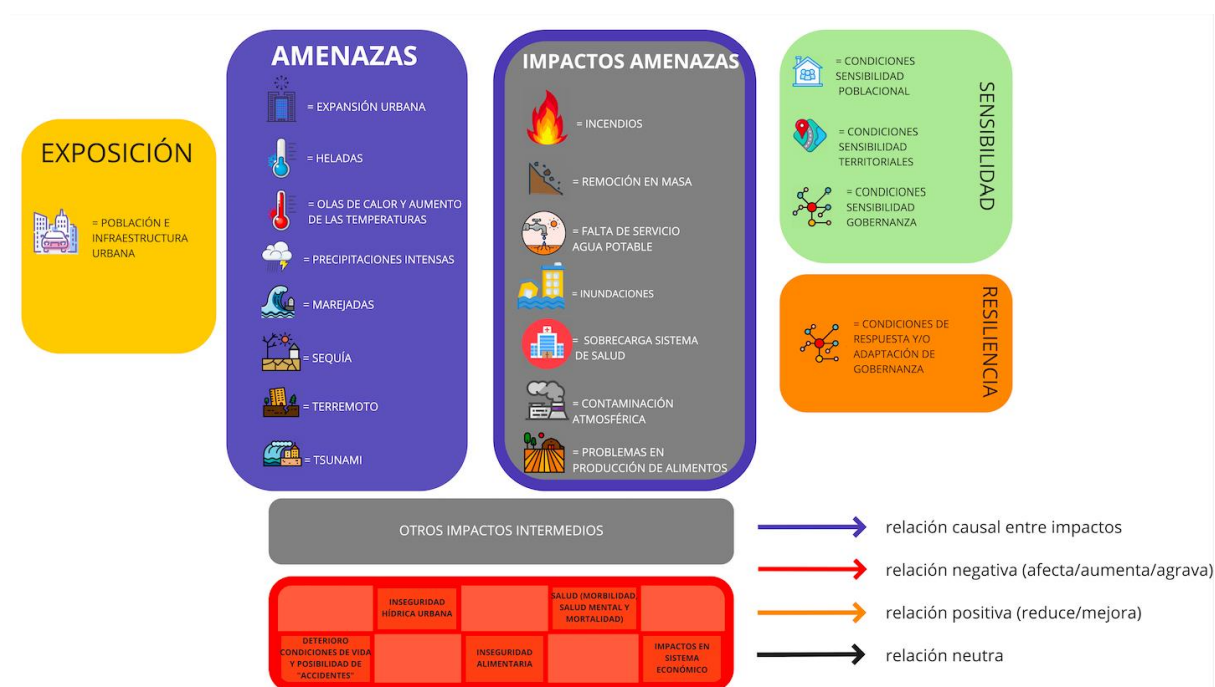 EXPOSICIÓN
= POBLACIÓN E
INFRAESTRUCTURA
URBANA
AMENAZAS
= EXPANSIÓN URBANA
= HELADAS
= OLAS DE CALOR Y AUMENTO
DE LAS TEMPERATURAS
= PRECIPITACIONES INTENSAS
= MAREJADAS
= SEQUÍA
= TERREMOTO
= TSUNAMI
IMPACTOS AMENAZAS
= INCENDIOS
= REMOCIÓN EN MASA
= FALTA DE SERVICIO
AGUA POTABLE
= INUNDACIONES
= SOBRECARGA SISTEMA
DE SALUD
= CONTAMINACIÓN
ATMOSFÉRICA
= PROBLEMAS EN
PRODUCCIÓN DE ALIMENTOS
SENSIBILIDAD
= CONDICIONES
SENSIBILIDAD
POBLACIONAL
= CONDICIONES
SENSIBILIDAD
TERRITORIALES
= CONDICIONES
SENSIBILIDAD
GOBERNANZA
RESILIENCIA
= CONDICIONES DE
RESPUESTA Y/O
ADAPTACIÓN DE
GOBERNANZA
OTROS IMPACTOS INTERMEDIOS
INSEGURIDAD
HÍDRICA URBANA
SALUD (MORBILIDAD,
SALUD MENTAL Y
MORTALIDAD)
DETERIORO
CONDICIONES DE VIDA
Y POSIBILIDAD DE
"ACCIDENTES"
INSEGURIDAD
ALIMENTARIA
IMPACTOS EN
SISTEMA
ECONÓMICO
relación causal entre impactos
relación negativa (afecta/aumenta/agrava)
relación positiva (reduce/mejora)
relación neutra